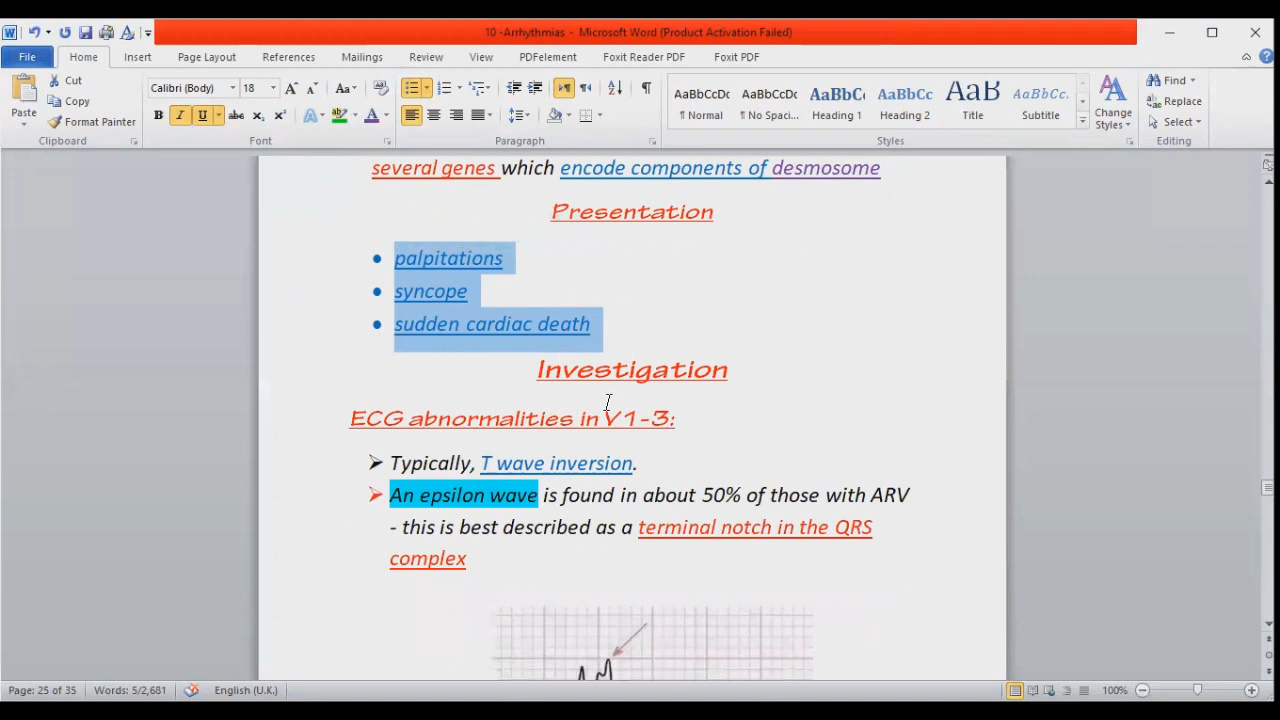 10 -Arrhythmias - Microsoft Word (Product Activation Failed)
File Home Insert Page Layout References Mailings Review View PDFelement Foxit Reader PDF Foxit PDF
Paste
Cut
Copy
Format Painter
Clipboard
Calibri (Body) 18
Font
Paragraph
AaBbCcDc AaBbCcDc AaBbC AaBbCc AaB AaBbCc.
¶ Normal ¶ No Spaci... Heading 1 Heading 2 Title Subtitle
Change Styles
Styles
Find
Replace
Select
Editing
several genes which encode components of desmosome
Presentation
• palpitations
• syncope
• sudden cardiac death
Investigation
ECG abnormalities in V1-3:
➢ Typically, T wave inversion.
➢ An epsilon wave is found in about 50% of those with ARV
- this is best described as a terminal notch in the QRS
complex
Page: 25 of 35 Words: 5/2,681 English (U.K.) 100%